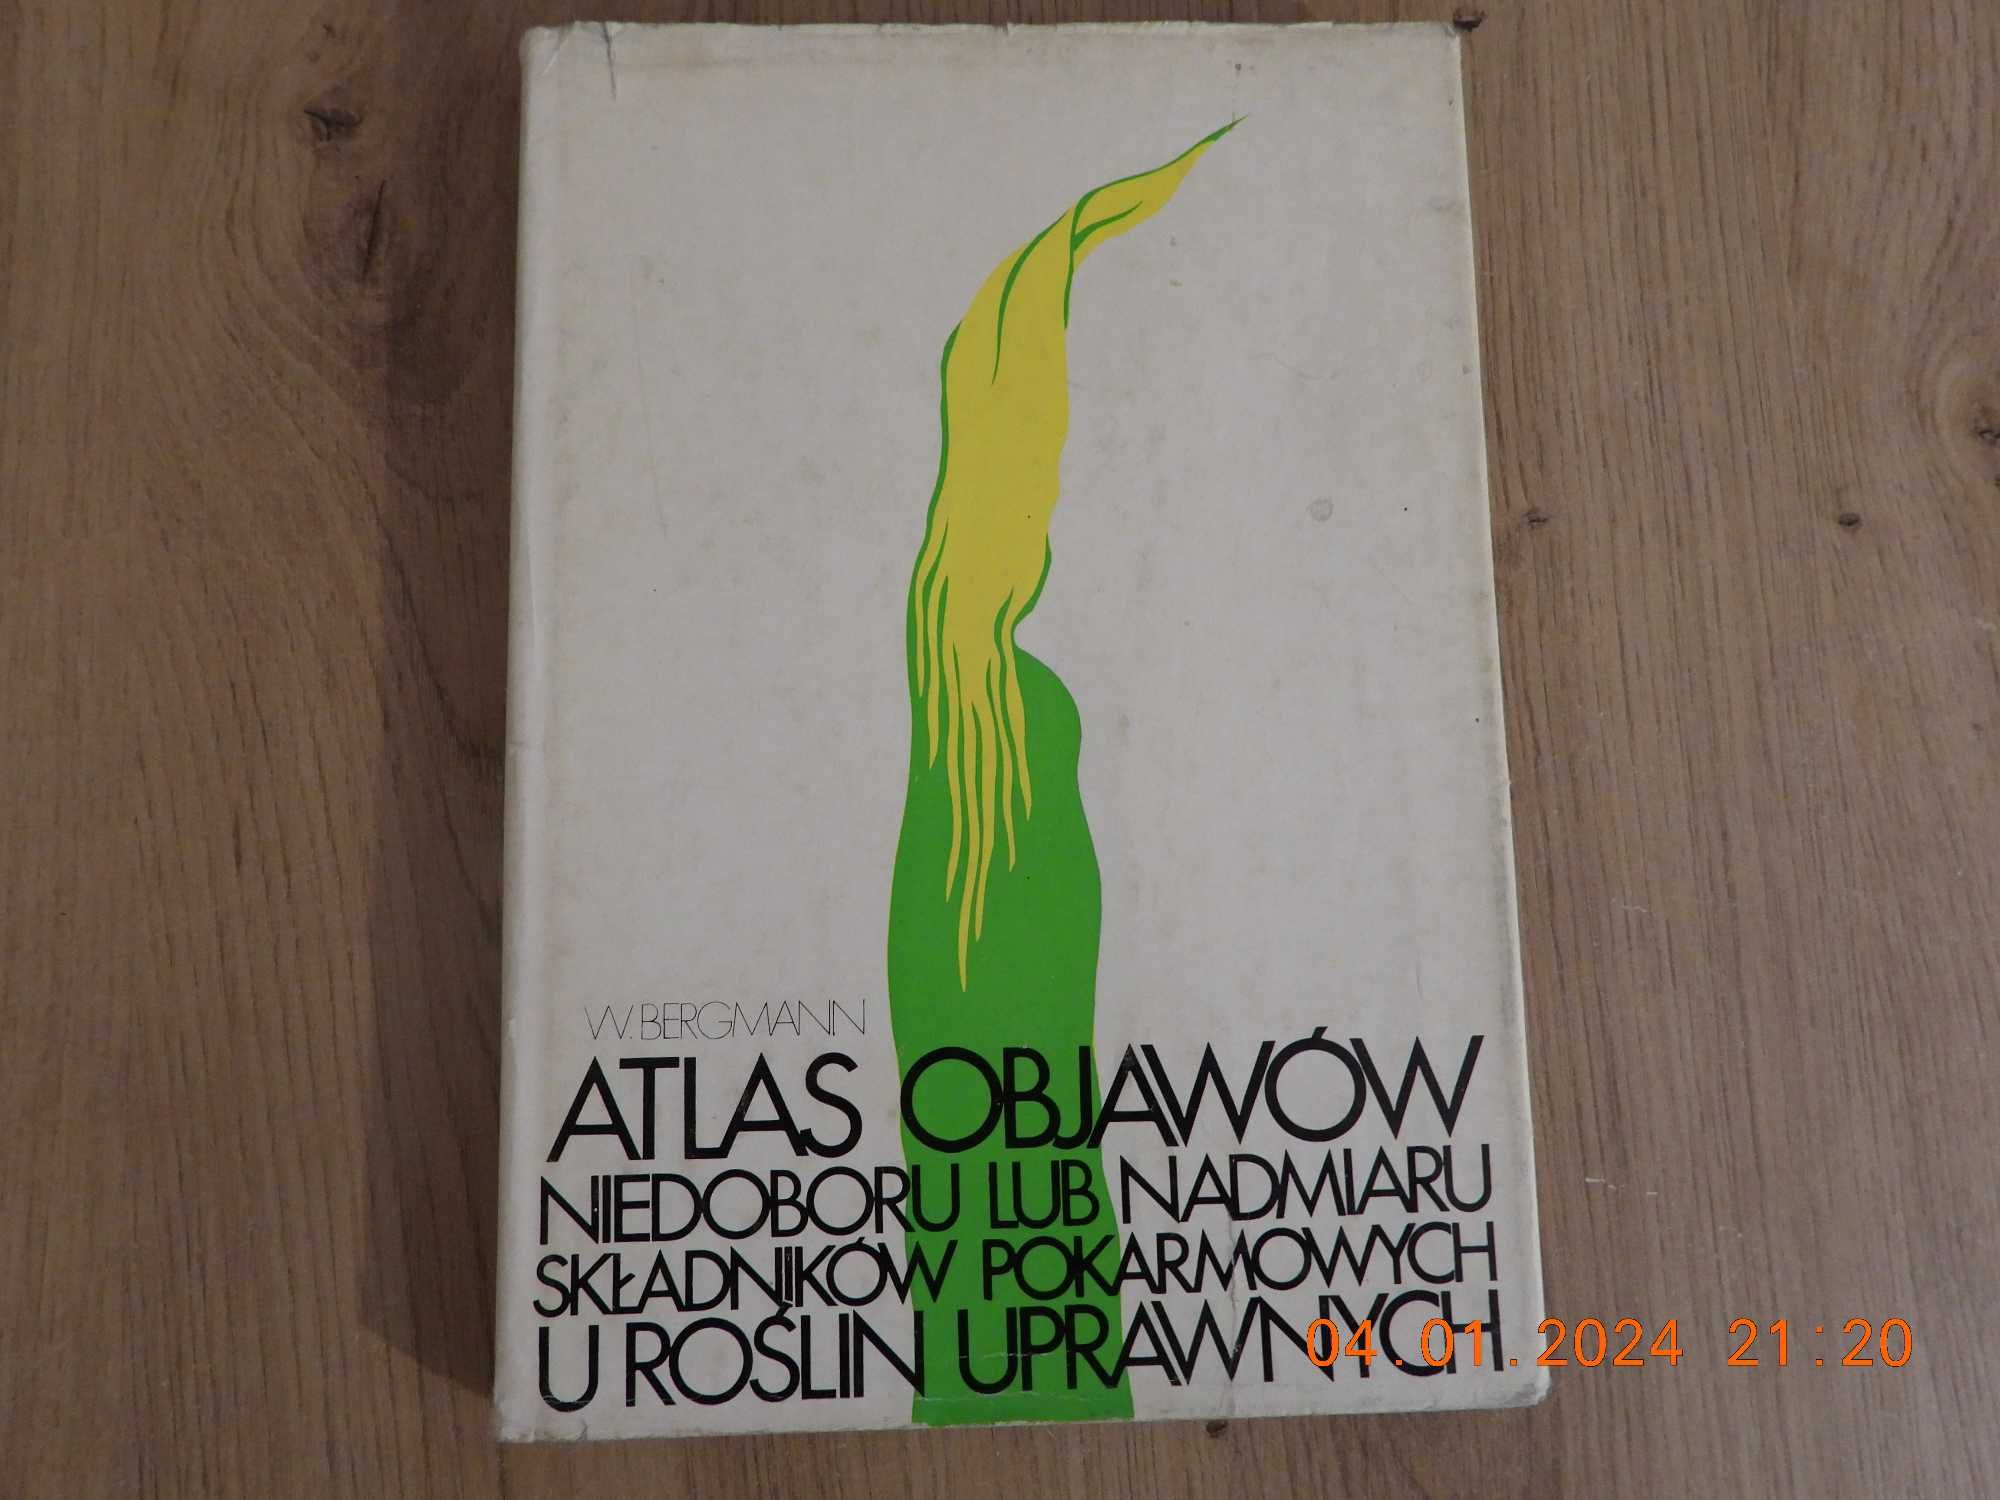 W. BERGMANN
ATLAS OBJAWÓW
NIEDOBORU LUB NADMIARU
SKŁADNIKÓW POKARMOWYCH
U ROŚLIN UPRAWNYCH
04.01.2024 21:20